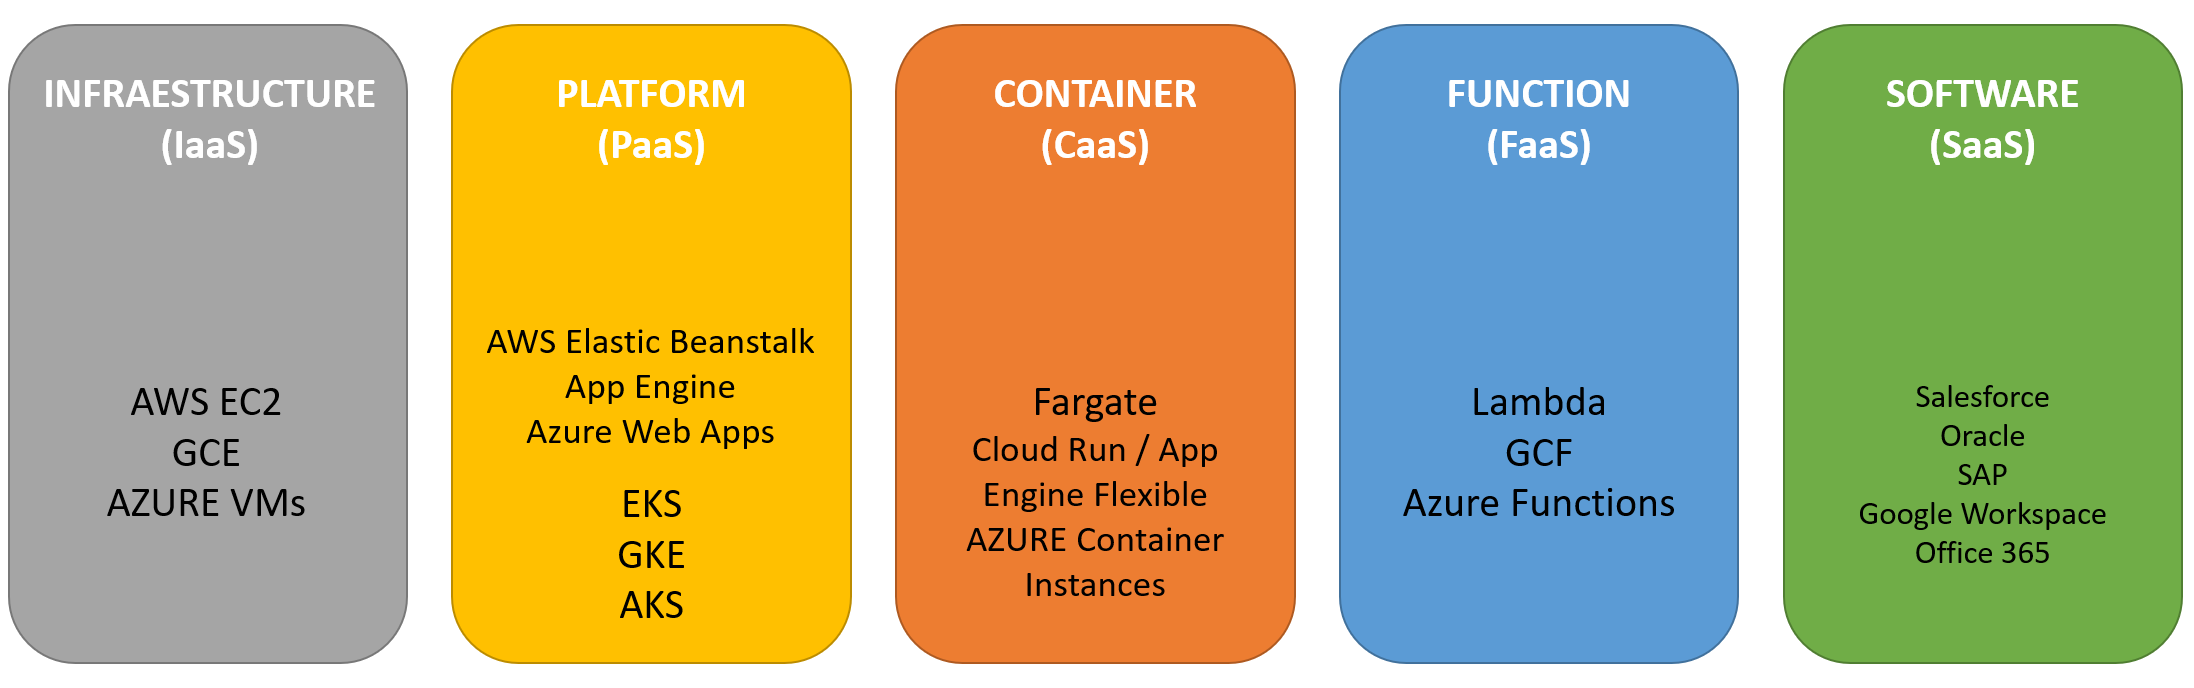 INFRAESTRUCTURE
(IaaS)
AWS EC2
GCE
AZURE VMs
PLATFORM
(PaaS)
AWS Elastic Beanstalk
App Engine
Azure Web Apps
EKS
GKE
AKS
CONTAINER
(CaaS)
Fargate
Cloud Run / App
Engine Flexible
AZURE Container
Instances
FUNCTION
(FaaS)
Lambda
GCF
Azure Functions
SOFTWARE
(SaaS)
Salesforce
Oracle
SAP
Google Workspace
Office 365